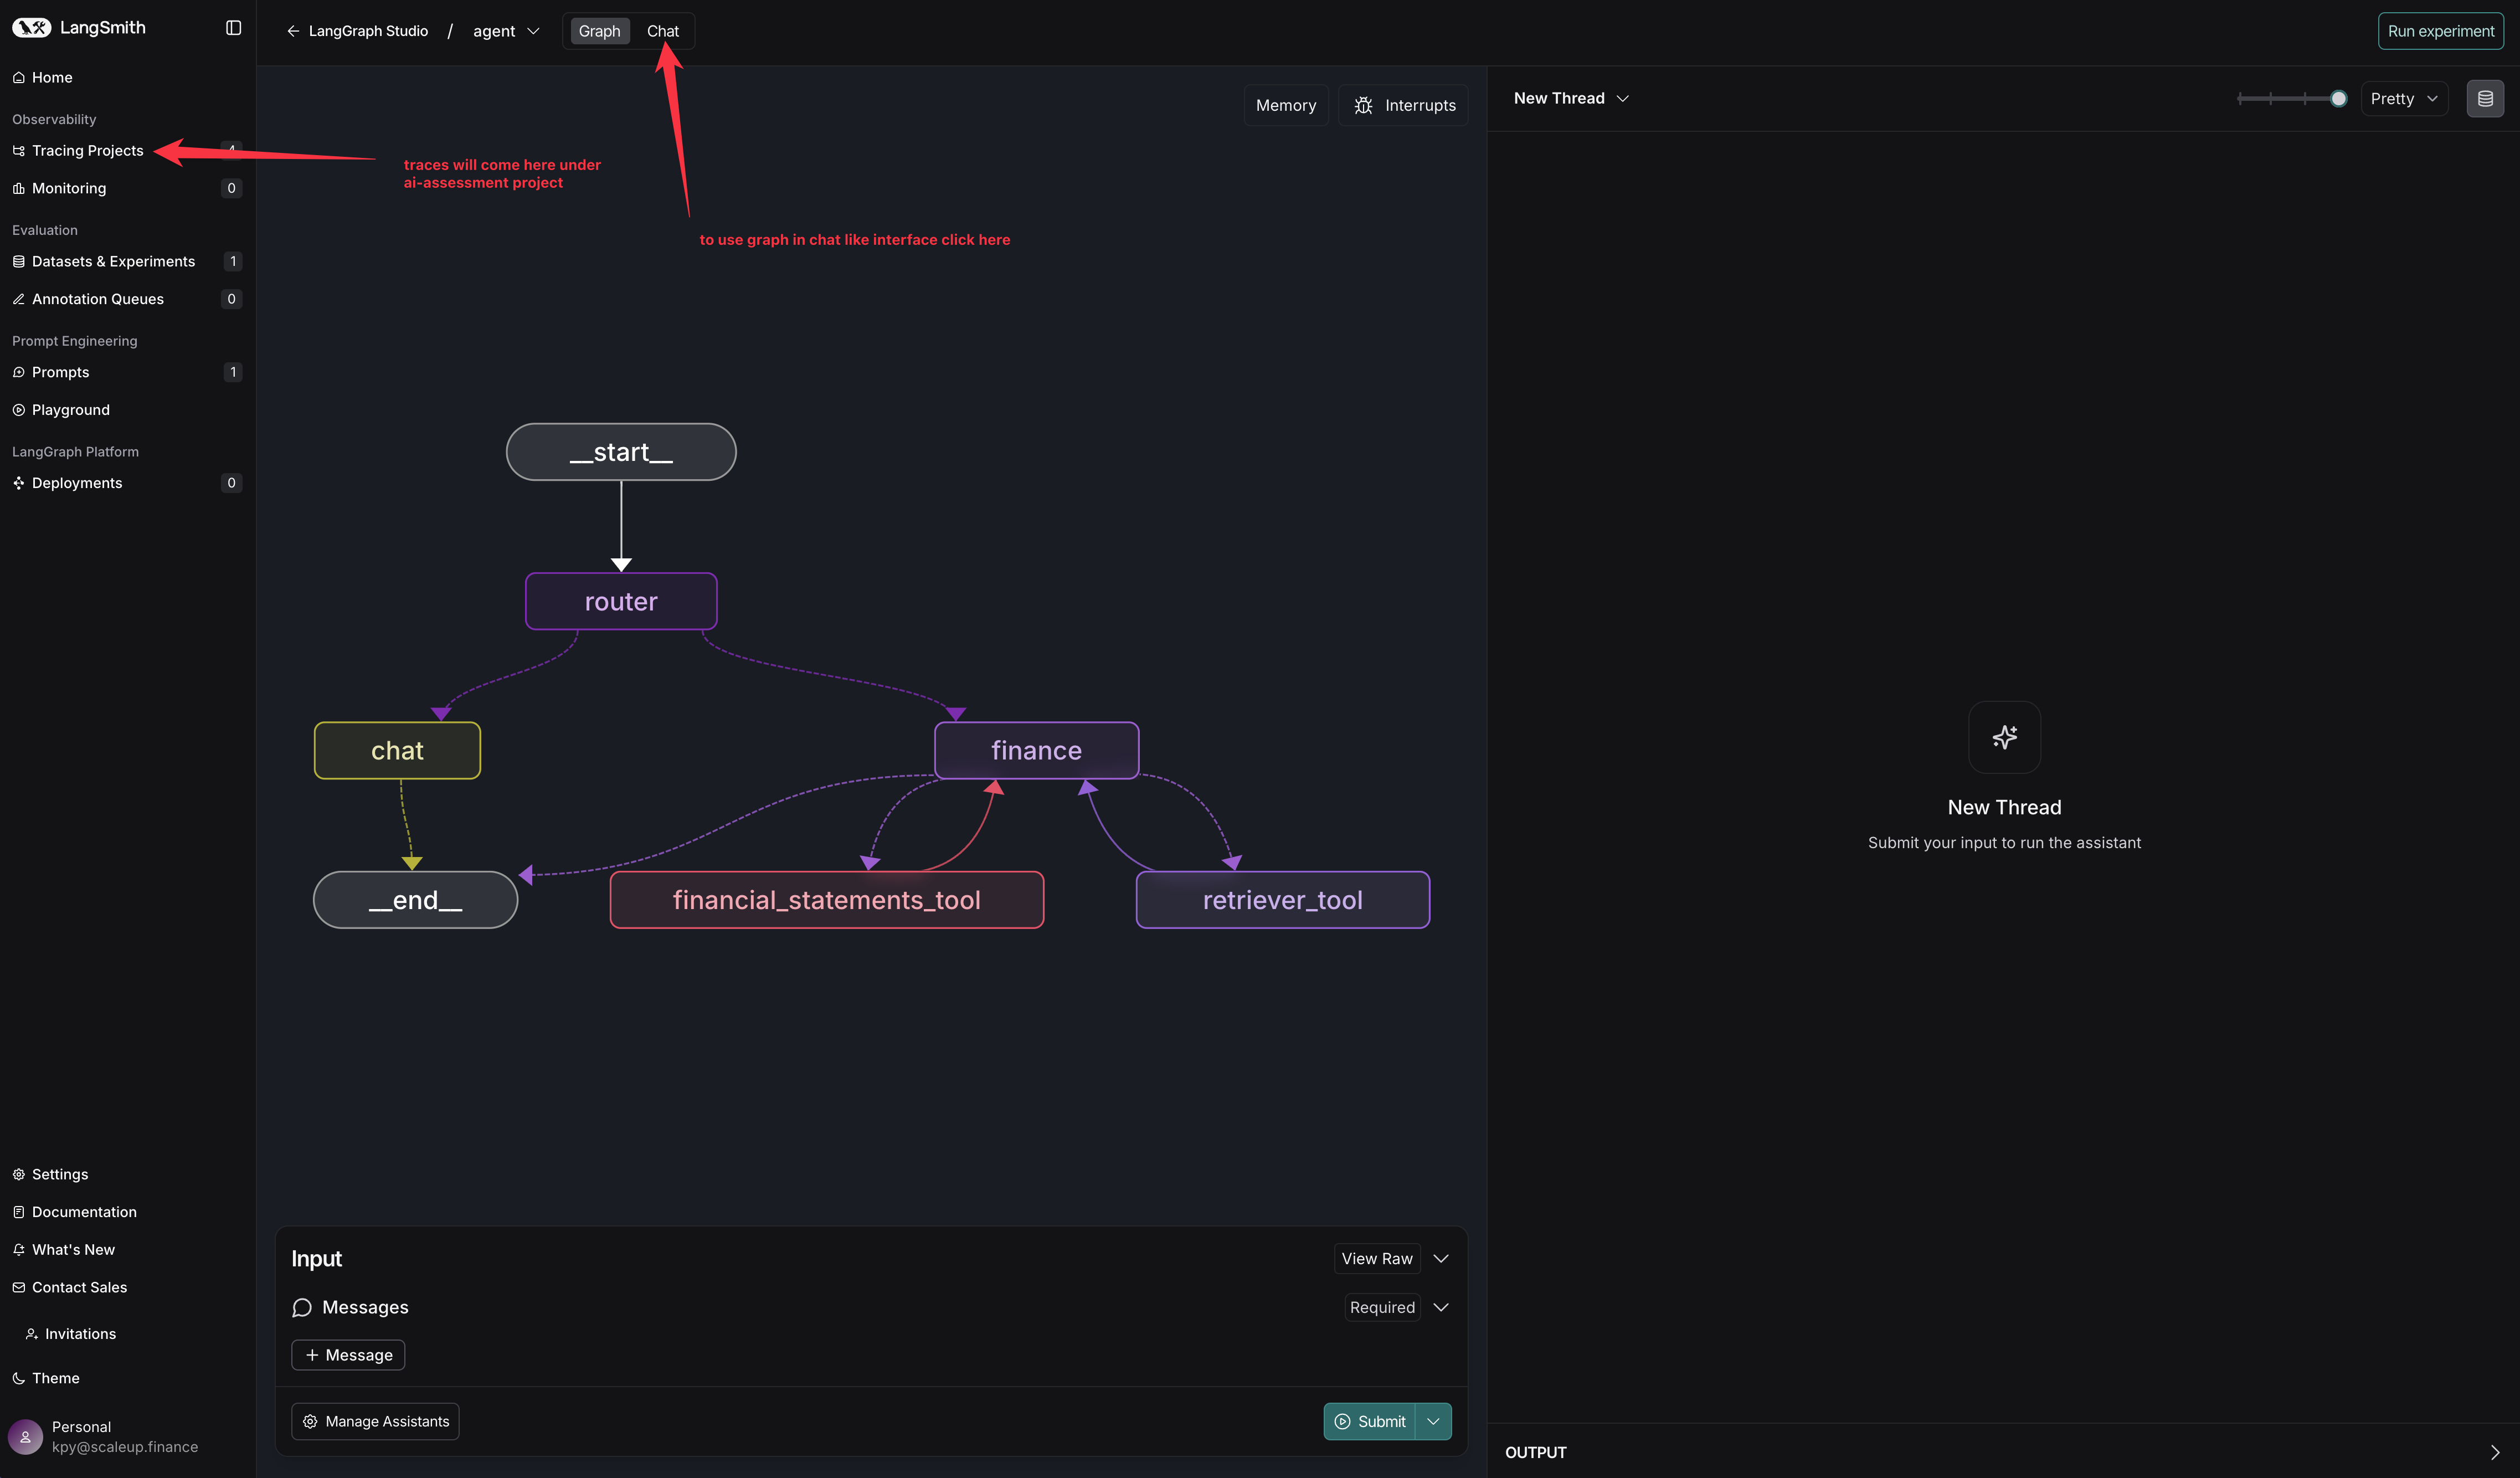 LangSmith
Home
Observability
Tracing Projects 4
Monitoring 0
Evaluation
Datasets & Experiments 1
Annotation Queues 0
Prompt Engineering
Prompts 1
Playground
LangGraph Platform
Deployments 0
Settings
Documentation
What's New
Contact Sales
Invitations
Theme
Personal
kpy@scaleup.finance
LangGraph Studio / agent
Graph Chat
Run experiment
Memory Interrupts
traces will come here under
ai-assessment project
to use graph in chat like interface click here
__start__
router
chat
finance
__end__
financial_statements_tool
retriever_tool
Input
View Raw
Messages
Required
+ Message
Manage Assistants
Submit
New Thread
Pretty
New Thread
Submit your input to run the assistant
OUTPUT